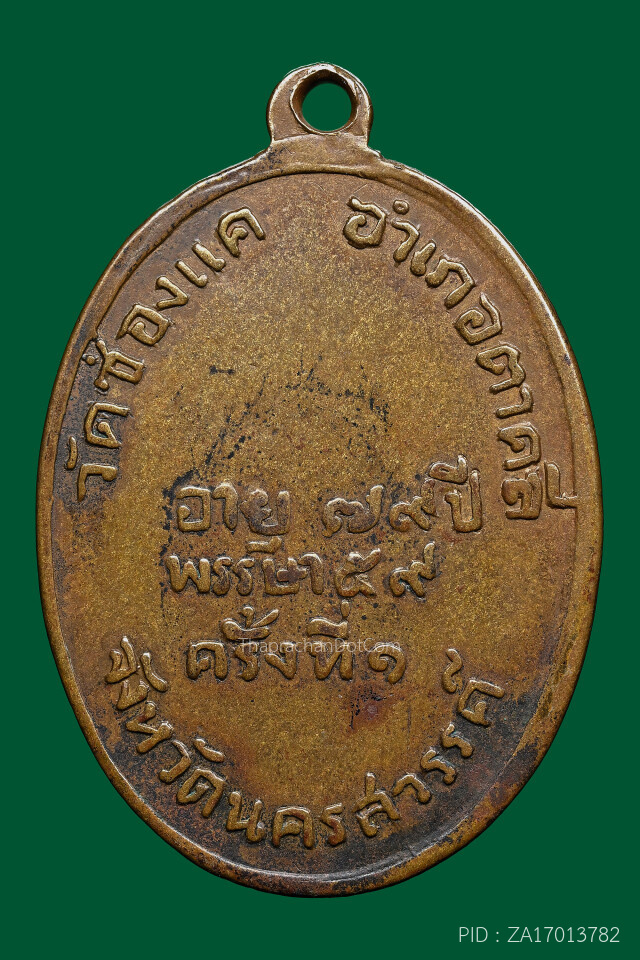 วัดช่องแค อำเภอตาคลี
อายุ ๗๙ ปี
พรรษา ๕๙
ครั้งที่ ๑
ThaprachanDotCom
จังหวัดนครสวรรค์
PID : ZA17013782